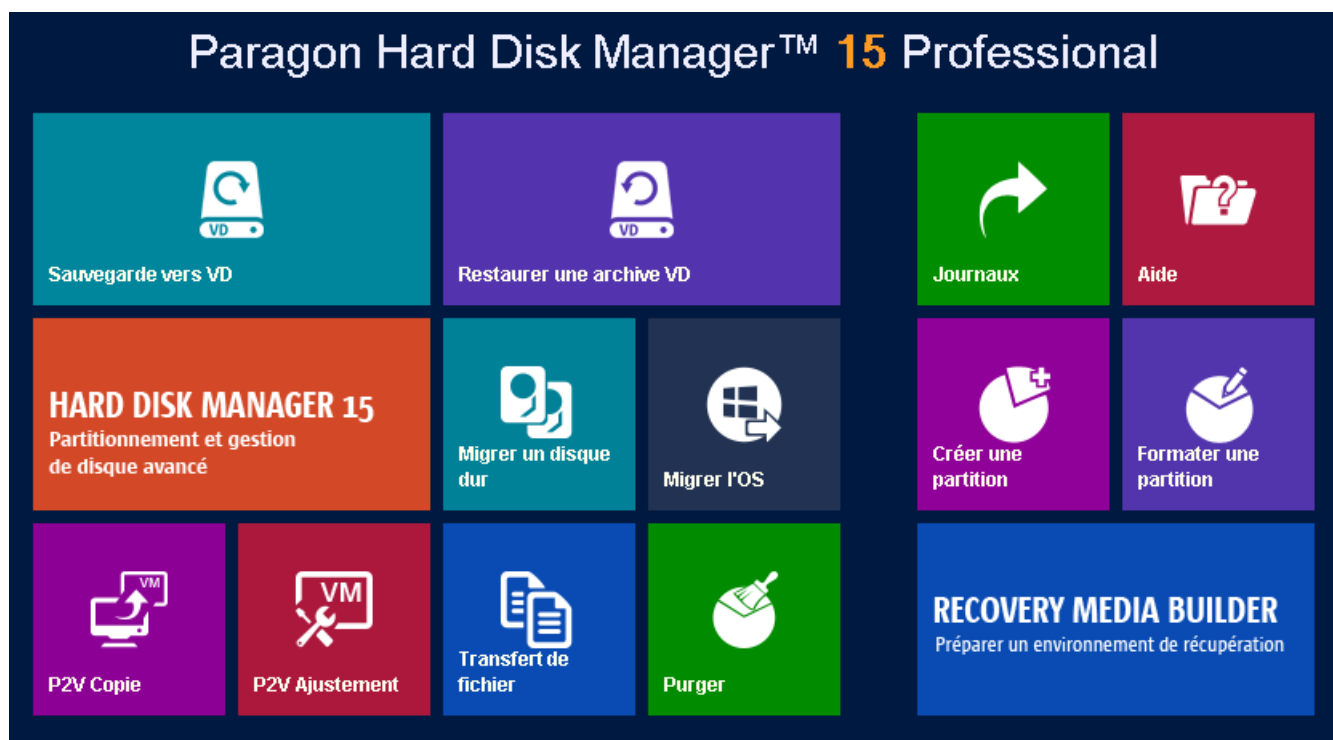 Paragon Hard Disk Manager™ 15 Professional
VD
Sauvegarde vers VD
VD
Restaurer une archive VD
Journaux
?
Aide
HARD DISK MANAGER 15
Partitionnement et gestion
de disque avancé
Migrer un disque
dur
Migrer l'OS
Créer une
partition
Formater une
partition
VM
P2V Copie
VM
P2V Ajustement
Transfert de
fichier
Purger
RECOVERY MEDIA BUILDER
Préparer un environnement de récupération